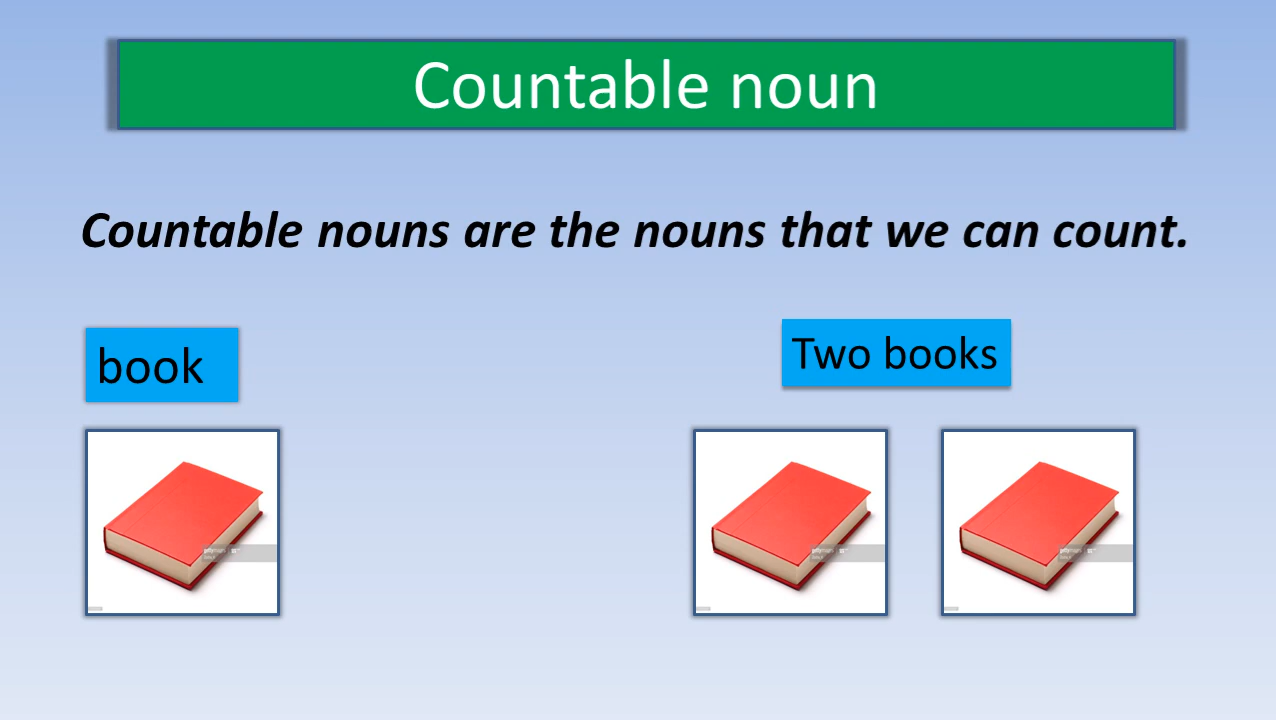 Countable noun
Countable nouns are the nouns that we can count.
book
Two books